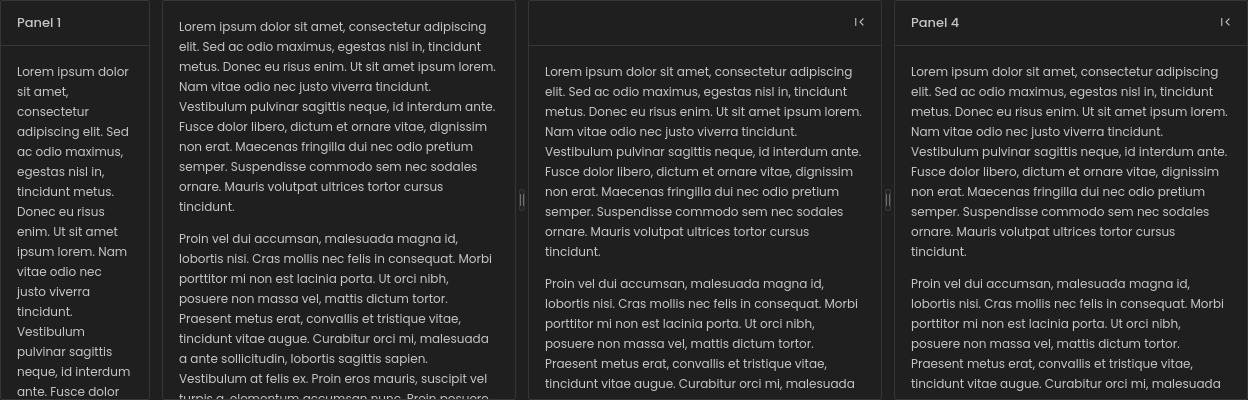 Panel 1
Lorem ipsum dolor
sit amet,
consectetur
adipiscing elit. Sed
ac odio maximus,
egestas nisl in,
tincidunt metus.
Donec eu risus
enim. Ut sit amet
ipsum lorem. Nam
vitae odio nec
justo viverra
tincidunt.
Vestibulum
pulvinar sagittis
neque, id interdum
ante. Fusce dolor
Lorem ipsum dolor sit amet, consectetur adipiscing
elit. Sed ac odio maximus, egestas nisl in, tincidunt
metus. Donec eu risus enim. Ut sit amet ipsum lorem.
Nam vitae odio nec justo viverra tincidunt.
Vestibulum pulvinar sagittis neque, id interdum ante.
Fusce dolor libero, dictum et ornare vitae, dignissim
non erat. Maecenas fringilla dui nec odio pretium
semper. Suspendisse commodo sem nec sodales
ornare. Mauris volutpat ultrices tortor cursus
tincidunt.
Proin vel dui accumsan, malesuada magna id,
lobortis nisi. Cras mollis nec felis in consequat. Morbi
porttitor mi non est lacinia porta. Ut orci nibh,
posuere non massa vel, mattis dictum tortor.
Praesent metus erat, convallis et tristique vitae,
tincidunt vitae augue. Curabitur orci mi, malesuada
a ante sollicitudin, lobortis sagittis sapien.
Vestibulum at felis ex. Proin eros mauris, suscipit vel
turpis a, elementum accumsan nunc. Proin posuere
Lorem ipsum dolor sit amet, consectetur adipiscing
elit. Sed ac odio maximus, egestas nisl in, tincidunt
metus. Donec eu risus enim. Ut sit amet ipsum lorem.
Nam vitae odio nec justo viverra tincidunt.
Vestibulum pulvinar sagittis neque, id interdum ante.
Fusce dolor libero, dictum et ornare vitae, dignissim
non erat. Maecenas fringilla dui nec odio pretium
semper. Suspendisse commodo sem nec sodales
ornare. Mauris volutpat ultrices tortor cursus
tincidunt.
Proin vel dui accumsan, malesuada magna id,
lobortis nisi. Cras mollis nec felis in consequat. Morbi
porttitor mi non est lacinia porta. Ut orci nibh,
posuere non massa vel, mattis dictum tortor.
Praesent metus erat, convallis et tristique vitae,
tincidunt vitae augue. Curabitur orci mi, malesuada
Panel 4
Lorem ipsum dolor sit amet, consectetur adipiscing
elit. Sed ac odio maximus, egestas nisl in, tincidunt
metus. Donec eu risus enim. Ut sit amet ipsum lorem.
Nam vitae odio nec justo viverra tincidunt.
Vestibulum pulvinar sagittis neque, id interdum ante.
Fusce dolor libero, dictum et ornare vitae, dignissim
non erat. Maecenas fringilla dui nec odio pretium
semper. Suspendisse commodo sem nec sodales
ornare. Mauris volutpat ultrices tortor cursus
tincidunt.
Proin vel dui accumsan, malesuada magna id,
lobortis nisi. Cras mollis nec felis in consequat. Morbi
porttitor mi non est lacinia porta. Ut orci nibh,
posuere non massa vel, mattis dictum tortor.
Praesent metus erat, convallis et tristique vitae,
tincidunt vitae augue. Curabitur orci mi, malesuada